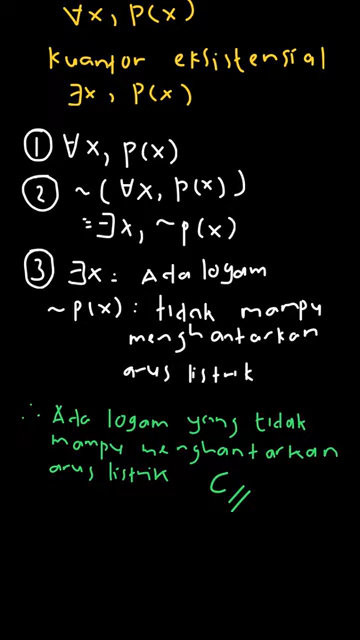 ∀x, p(x)
kuantor eksistensial
∃x, p(x)
① ∀x, p(x)
② ~(∀x, p(x))
≡ ∃x, ~p(x)
③ ∃x: Ada logam
~p(x): tidak mampu
menghantarkan
arus listrik
∴ Ada logam yang tidak
mampu menghantarkan
arus listrik C //